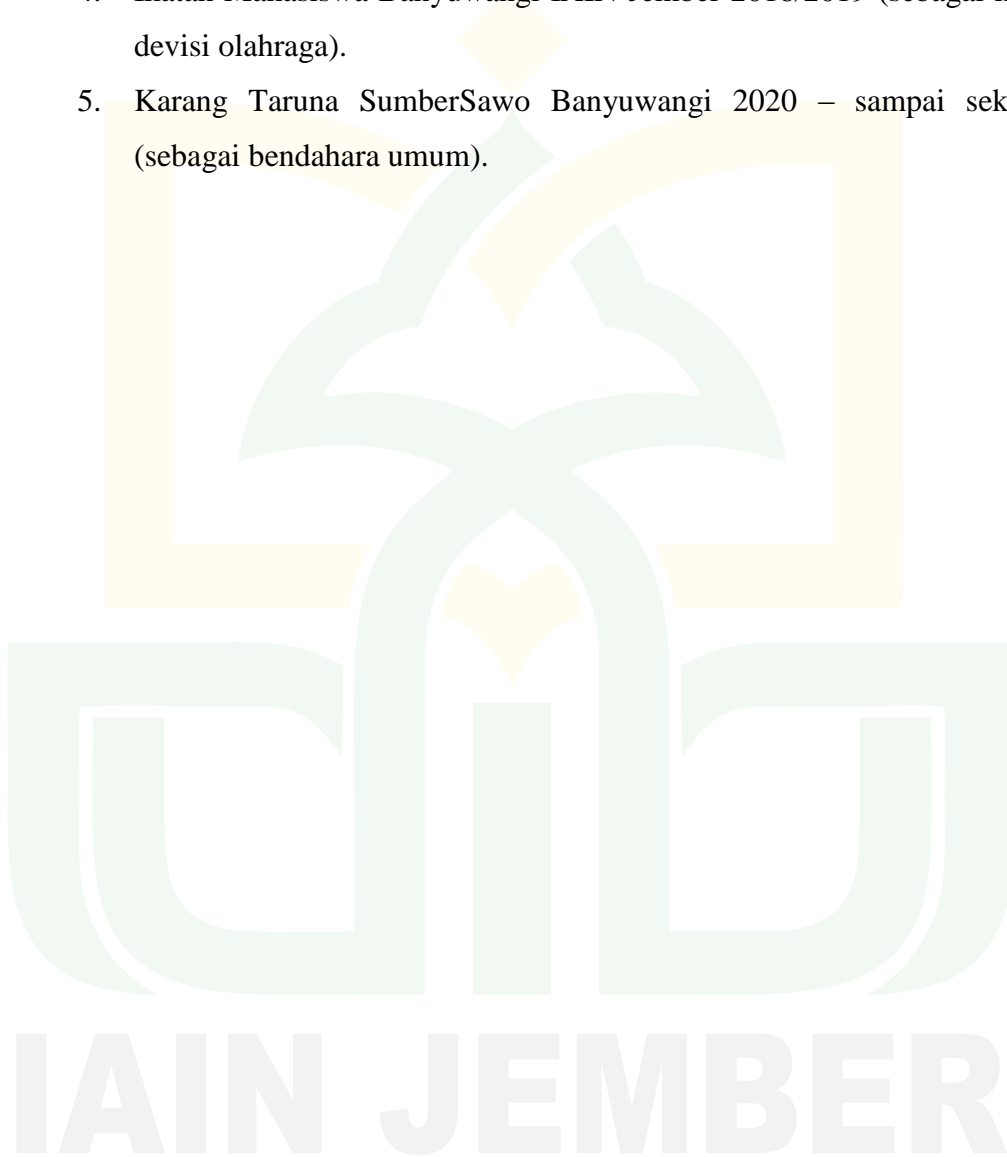 devisi olahraga).
5. Karang Taruna SumberSawo Banyuwangi 2020 – sampai sek
(sebagai bendahara umum).
IAIN JEMBER